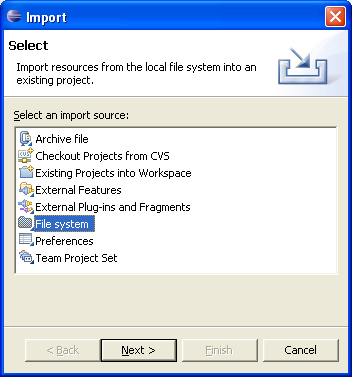 Import
Select
Import resources from the local file system into an
existing project.
Select an import source:
Archive file
Checkout Projects from CVS
Existing Projects into Workspace
External Features
External Plug-ins and Fragments
File system
Preferences
Team Project Set
< Back
Next >
Finish
Cancel